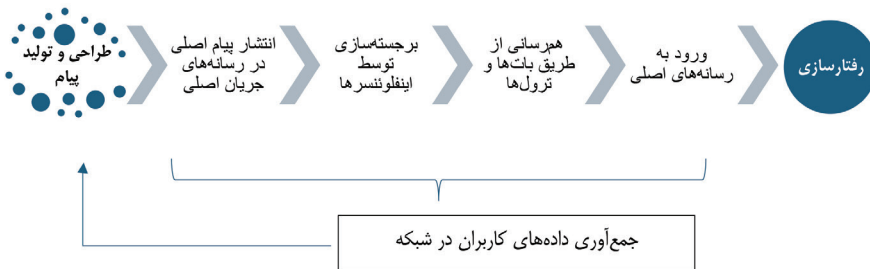 طراحی و تولید
پیام
انتشار پیام اصلی
در رسانه‌های
جریان اصلی
برجسته‌سازی
توسط
اینفلوئنسرها
هم‌رسانی از
طریق بات‌ها و
ترول‌ها
ورود به
رسانه‌های اصلی
رفتارسازی
جمع‌آوری داده‌های کاربران در شبکه